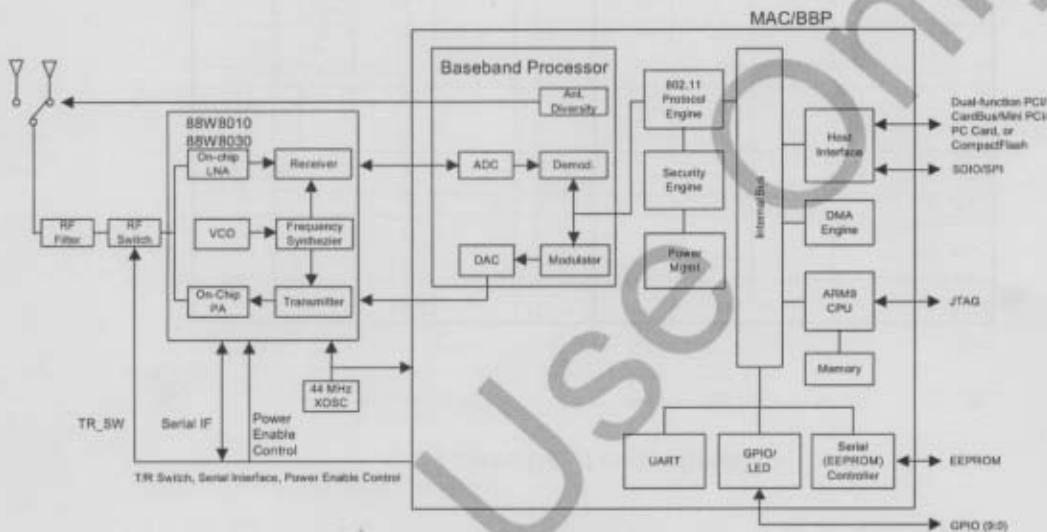 MAC/BBP
Baseband Processor
Ant.
Diversity
802.11
Protocol
Engine
Dual-function PCI/
CardBus/Mini PCI/
PC Card, or
CompactFlash
88W8010
88W8030
On-chip
LNA
Receiver
ADC
Demod.
Host
Interface
SDIO/SPI
Security
Engine
Internal Bus
RF
Filter
RF
Switch
VCO
Frequency
Synthezier
DMA
Engine
DAC
Modulator
Power
Mgmt
On-Chip
PA
Transmitter
ARM9
CPU
JTAG
Memory
44 MHz
XOSC
TR_SW
Serial IF
Power
Enable
Control
T/R Switch, Serial Interface, Power Enable Control
UART
GPIO/
LED
Serial
(EEPROM)
Controller
EEPROM
GPIO (9:0)
Use Only